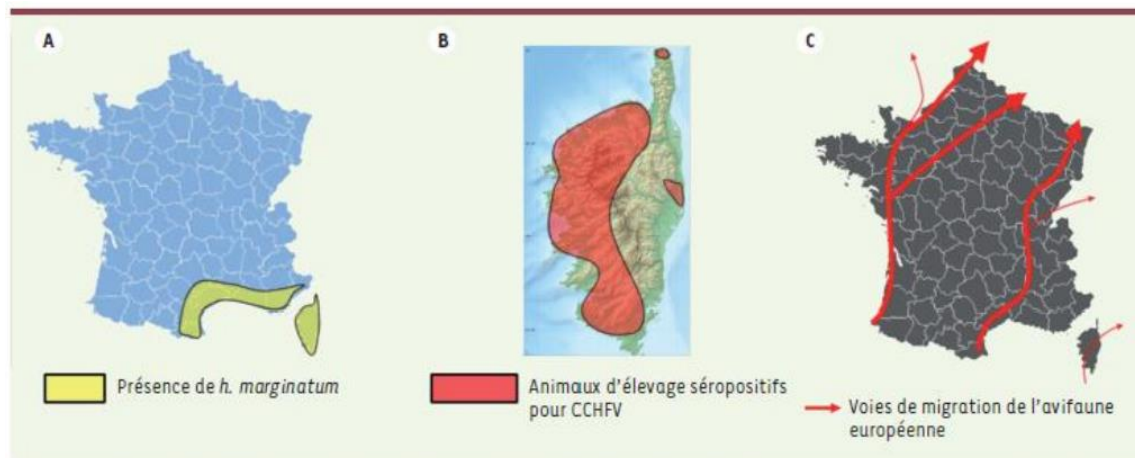 A
B
C
Présence de h. marginatum
Animaux d'élevage séropositifs
pour CCHFV
Voies de migration de l'avifaune
européenne